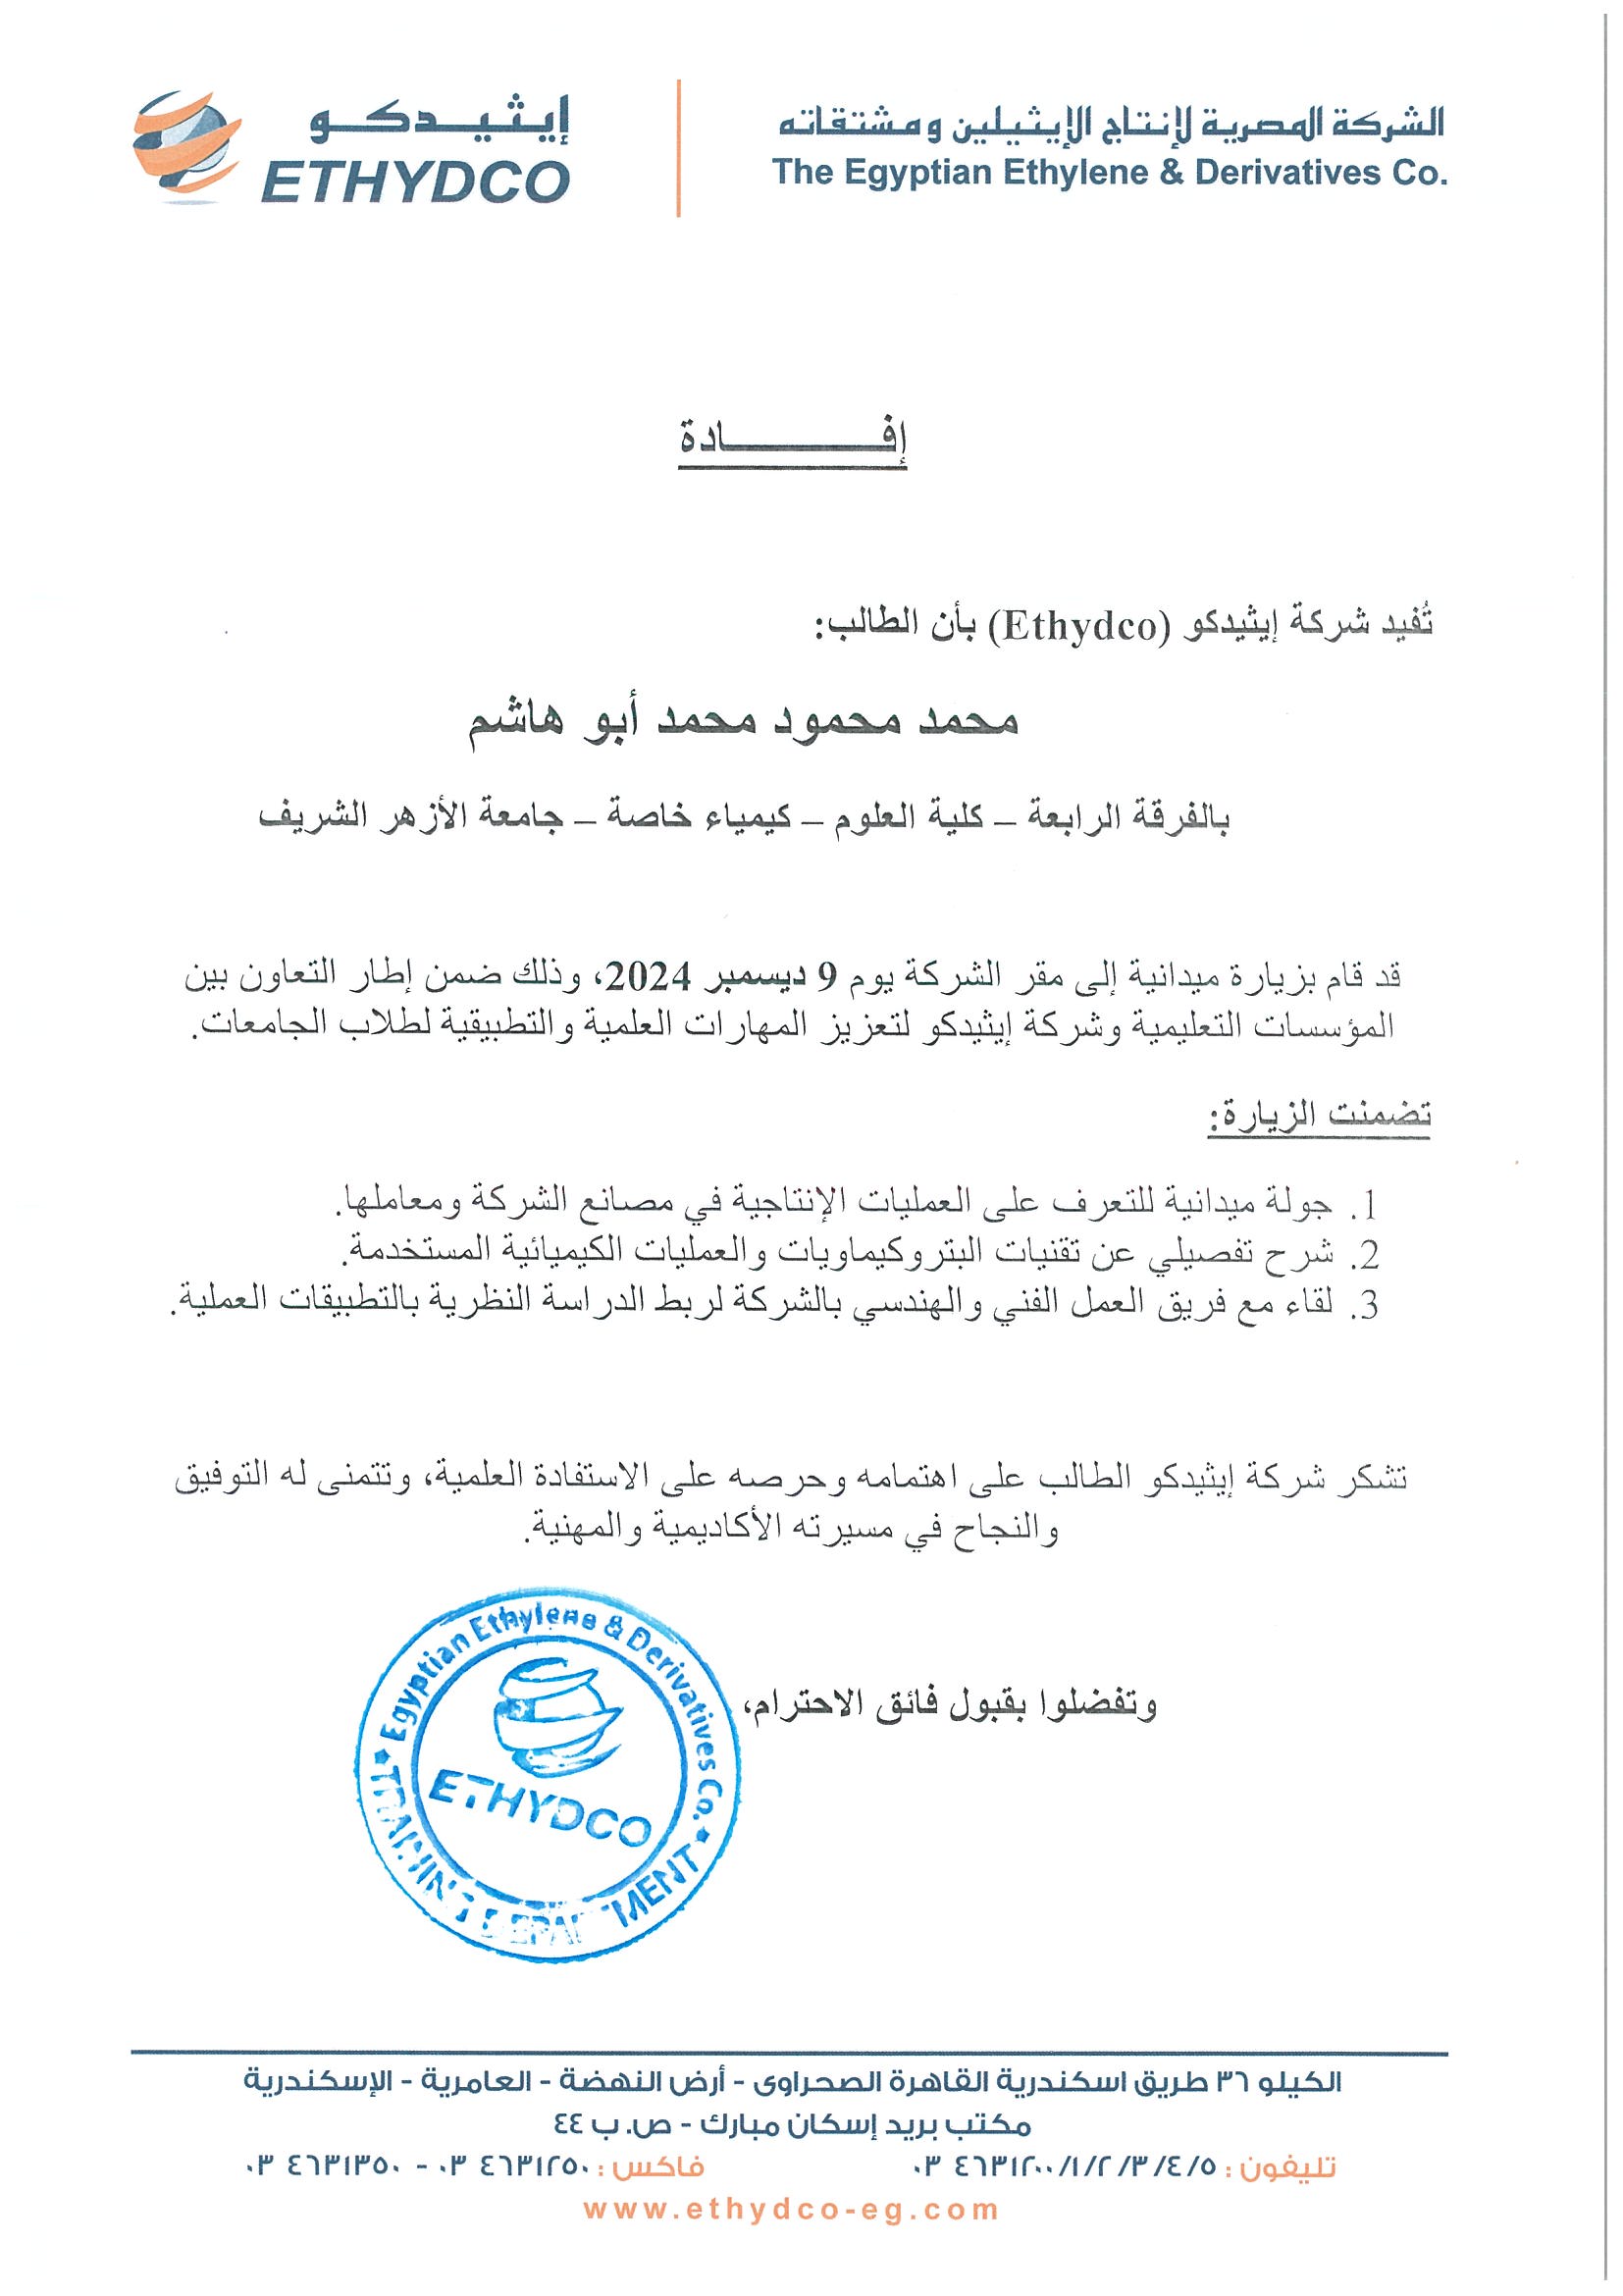 إيثيدكو
ETHYDCO
الشركة المصرية لإنتاج الإيثيلين ومشتقاته
The Egyptian Ethylene & Derivatives Co.
إفـــــــــادة
تُفيد شركة إيثيدكو (Ethydco) بأن الطالب:
محمد محمود محمد أبو هاشم
بالفرقة الرابعة – كلية العلوم – كيمياء خاصة – جامعة الأزهر الشريف
قد قام بزيارة ميدانية إلى مقر الشركة يوم 9 ديسمبر 2024، وذلك ضمن إطار التعاون بين
المؤسسات التعليمية وشركة إيثيدكو لتعزيز المهارات العلمية والتطبيقية لطلاب الجامعات.
تضمنت الزيارة:
1. جولة ميدانية للتعرف على العمليات الإنتاجية في مصانع الشركة ومعاملها.
2. شرح تفصيلي عن تقنيات البتروكيماويات والعمليات الكيميائية المستخدمة.
3. لقاء مع فريق العمل الفني والهندسي بالشركة لربط الدراسة النظرية بالتطبيقات العملية.
تشكر شركة إيثيدكو الطالب على اهتمامه وحرصه على الاستفادة العلمية، وتتمنى له التوفيق
والنجاح في مسيرته الأكاديمية والمهنية.
وتفضلوا بقبول فائق الاحترام،
Egyptian Ethylene & Derivatives Co.
ETHYDCO
TRAINING DEPARTMENT
الكيلو ٣٦ طريق اسكندرية القاهرة الصحراوى - أرض النهضة - العامرية - الإسكندرية
مكتب بريد إسكان مبارك - ص. ب ٤٤
تليفون : ٠٣ ٤٦٣١٢٠٠/١/٢/٣/٤/٥ فاكس : ٠٣ ٤٦٣١٢٥٠ - ٠٣ ٤٦٣١٣٥٠
www.ethydco-eg.com